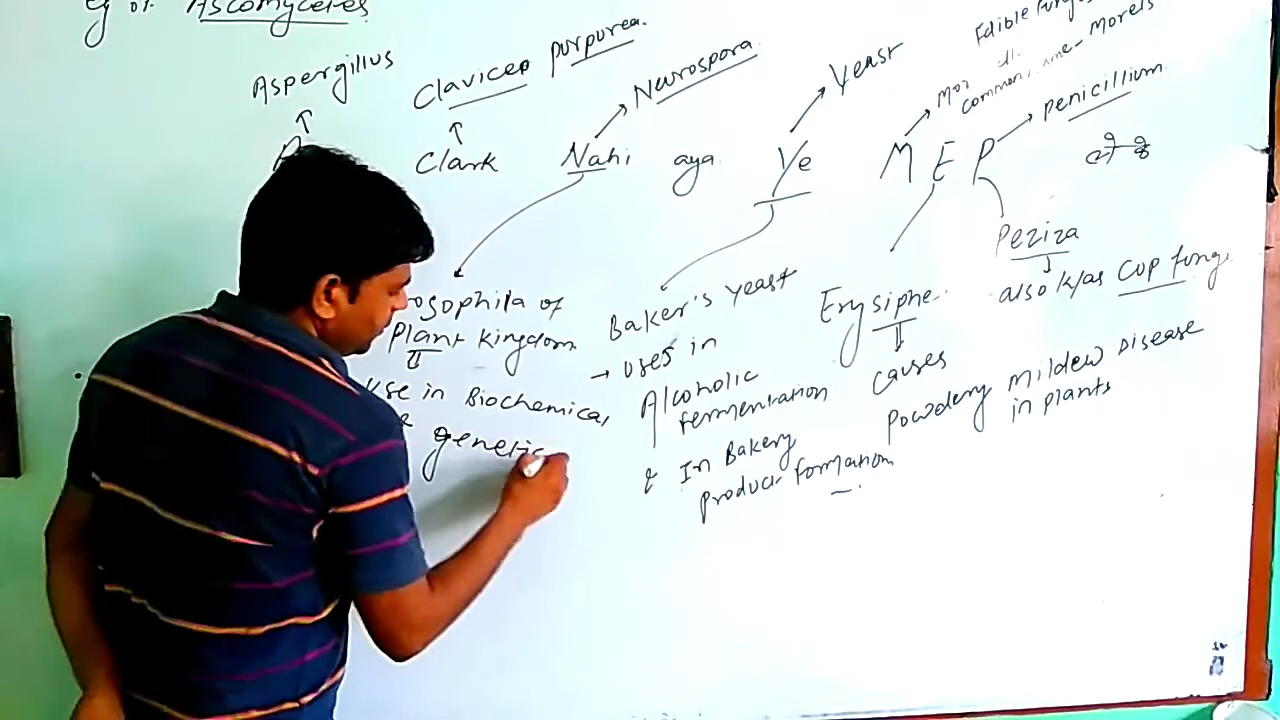 Eg of. Ascomycetes
Aspergillus
Clavicep purpurea.
Neurospora
Yeast
Edible fungi
common
- Morels
penicillium
Clark Nahi aya Ye M E P
Peziza
also k/as Cup fungi
osophila of
Plant kingdom
Use in Biochemical
& genetic
Baker's yeast
→ Uses in
Alcoholic
fermentation
& In Bakery
product formation
Erysiphe
causes
powdery mildew Disease
in plants